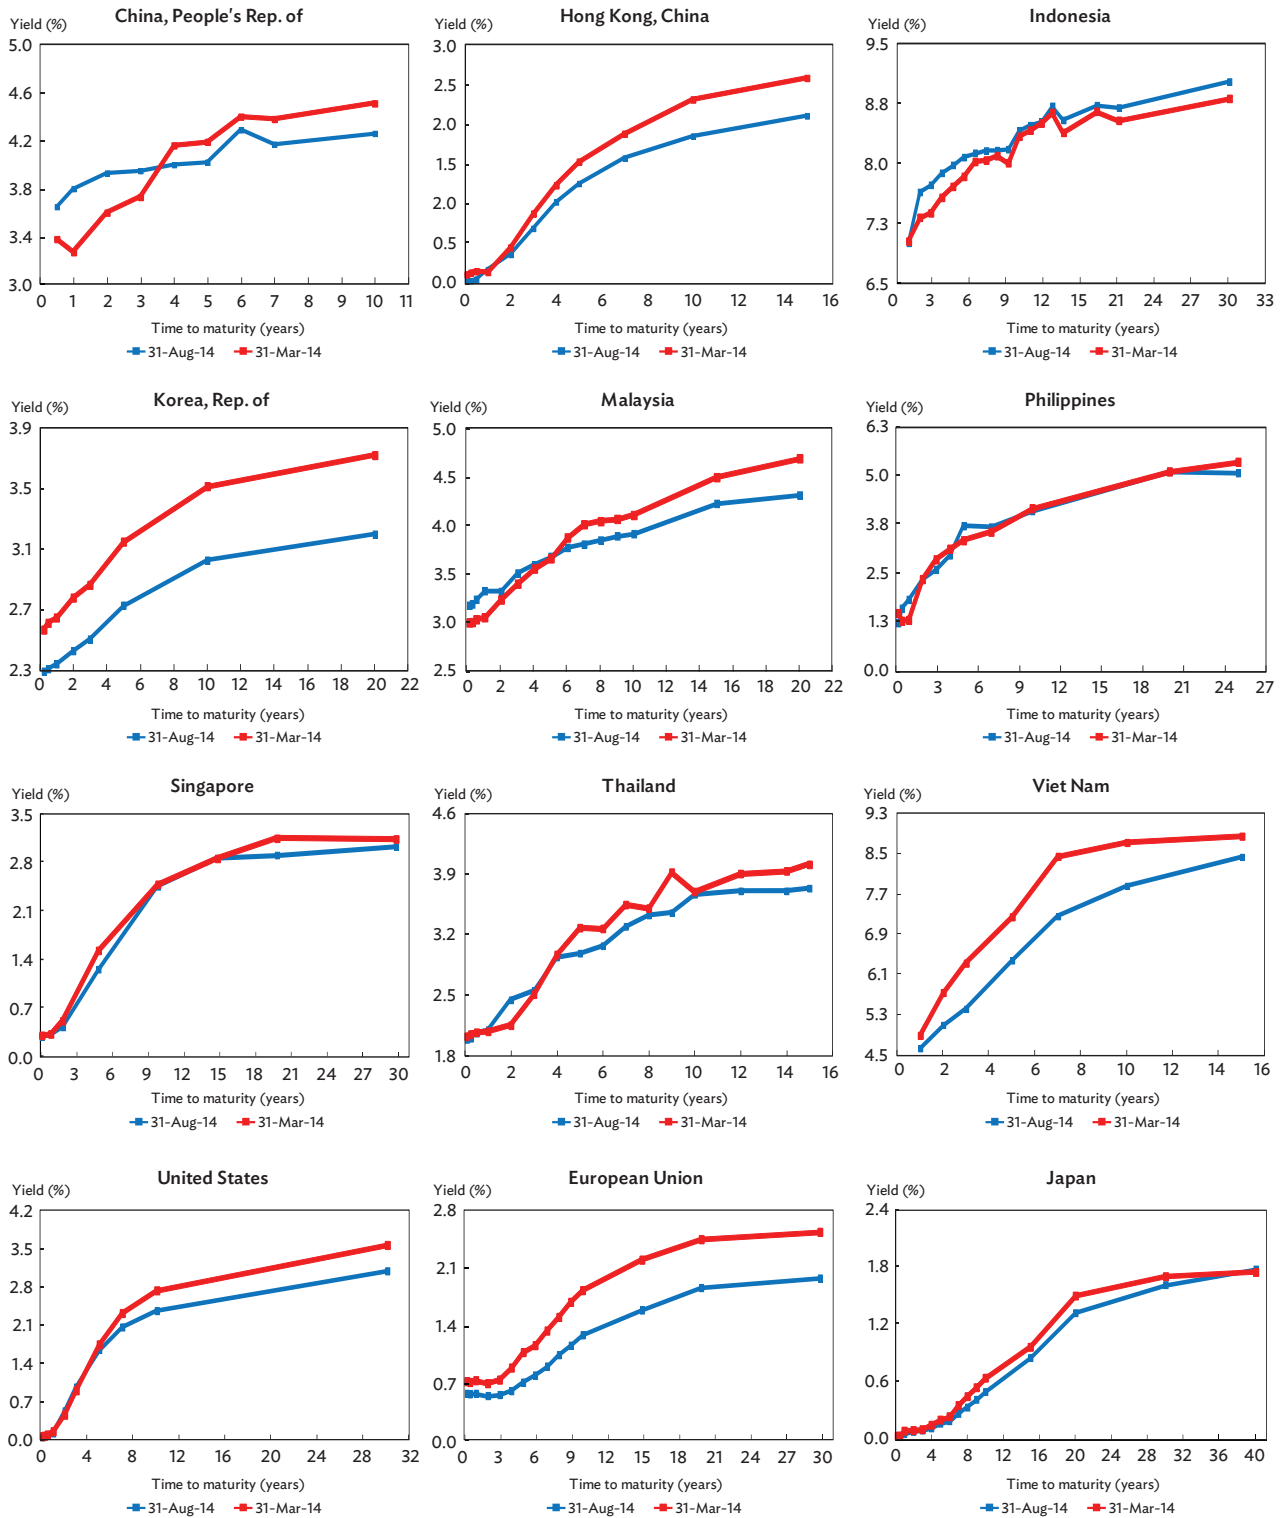 China, People's Rep. of
Yield (%)
5.0
4.6
4.2
3.8
3.4
3.0
0 1 2 3 4 5 6 7 8 9 10 11
Time to maturity (years)
31-Aug-14 31-Mar-14
Hong Kong, China
Yield (%)
3.0
2.5
2.0
1.5
2.0
0.5
0.0
0 2 4 6 8 10 12 14 16
Time to maturity (years)
31-Aug-14 31-Mar-14
Indonesia
Yield (%)
9.5
8.8
8.0
7.3
6.5
0 3 6 9 12 15 21 24 27 30 33
Time to maturity (years)
31-Aug-14 31-Mar-14
Korea, Rep. of
Yield (%)
3.9
3.5
3.1
2.7
2.3
0 2 4 6 8 10 12 14 16 18 20 22
Time to maturity (years)
31-Aug-14 31-Mar-14
Malaysia
Yield (%)
5.0
4.5
4.0
3.5
3.0
2.5
0 2 4 6 8 10 12 14 16 18 20 22
Time to maturity (years)
31-Aug-14 31-Mar-14
Philippines
Yield (%)
6.3
5.0
3.8
2.5
1.3
0.0
0 3 6 9 12 15 18 21 24 27
Time to maturity (years)
31-Aug-14 31-Mar-14
Singapore
Yield (%)
3.5
2.8
2.1
1.4
0.7
0.0
0 3 6 9 12 15 18 21 24 27 30
Time to maturity (years)
31-Aug-14 31-Mar-14
Thailand
Yield (%)
4.6
3.9
3.2
2.5
1.8
0 2 4 6 8 10 12 14 16
Time to maturity (years)
31-Aug-14 31-Mar-14
Viet Nam
Yield (%)
9.3
8.5
7.7
6.9
6.1
5.3
4.5
0 2 4 6 8 10 12 14 16
Time to maturity (years)
31-Aug-14 31-Mar-14
United States
Yield (%)
4.2
3.5
2.8
2.1
1.4
0.7
0.0
0 4 8 12 16 20 24 28 32
Time to maturity (years)
31-Aug-14 31-Mar-14
European Union
Yield (%)
2.8
2.1
1.4
0.7
0.0
0 3 6 9 12 15 18 21 24 27 30
Time to maturity (years)
31-Aug-14 31-Mar-14
Japan
Yield (%)
2.4
1.8
1.2
0.6
0.0
0 4 8 12 16 20 24 28 32 36 40
Time to maturity (years)
31-Aug-14 31-Mar-14